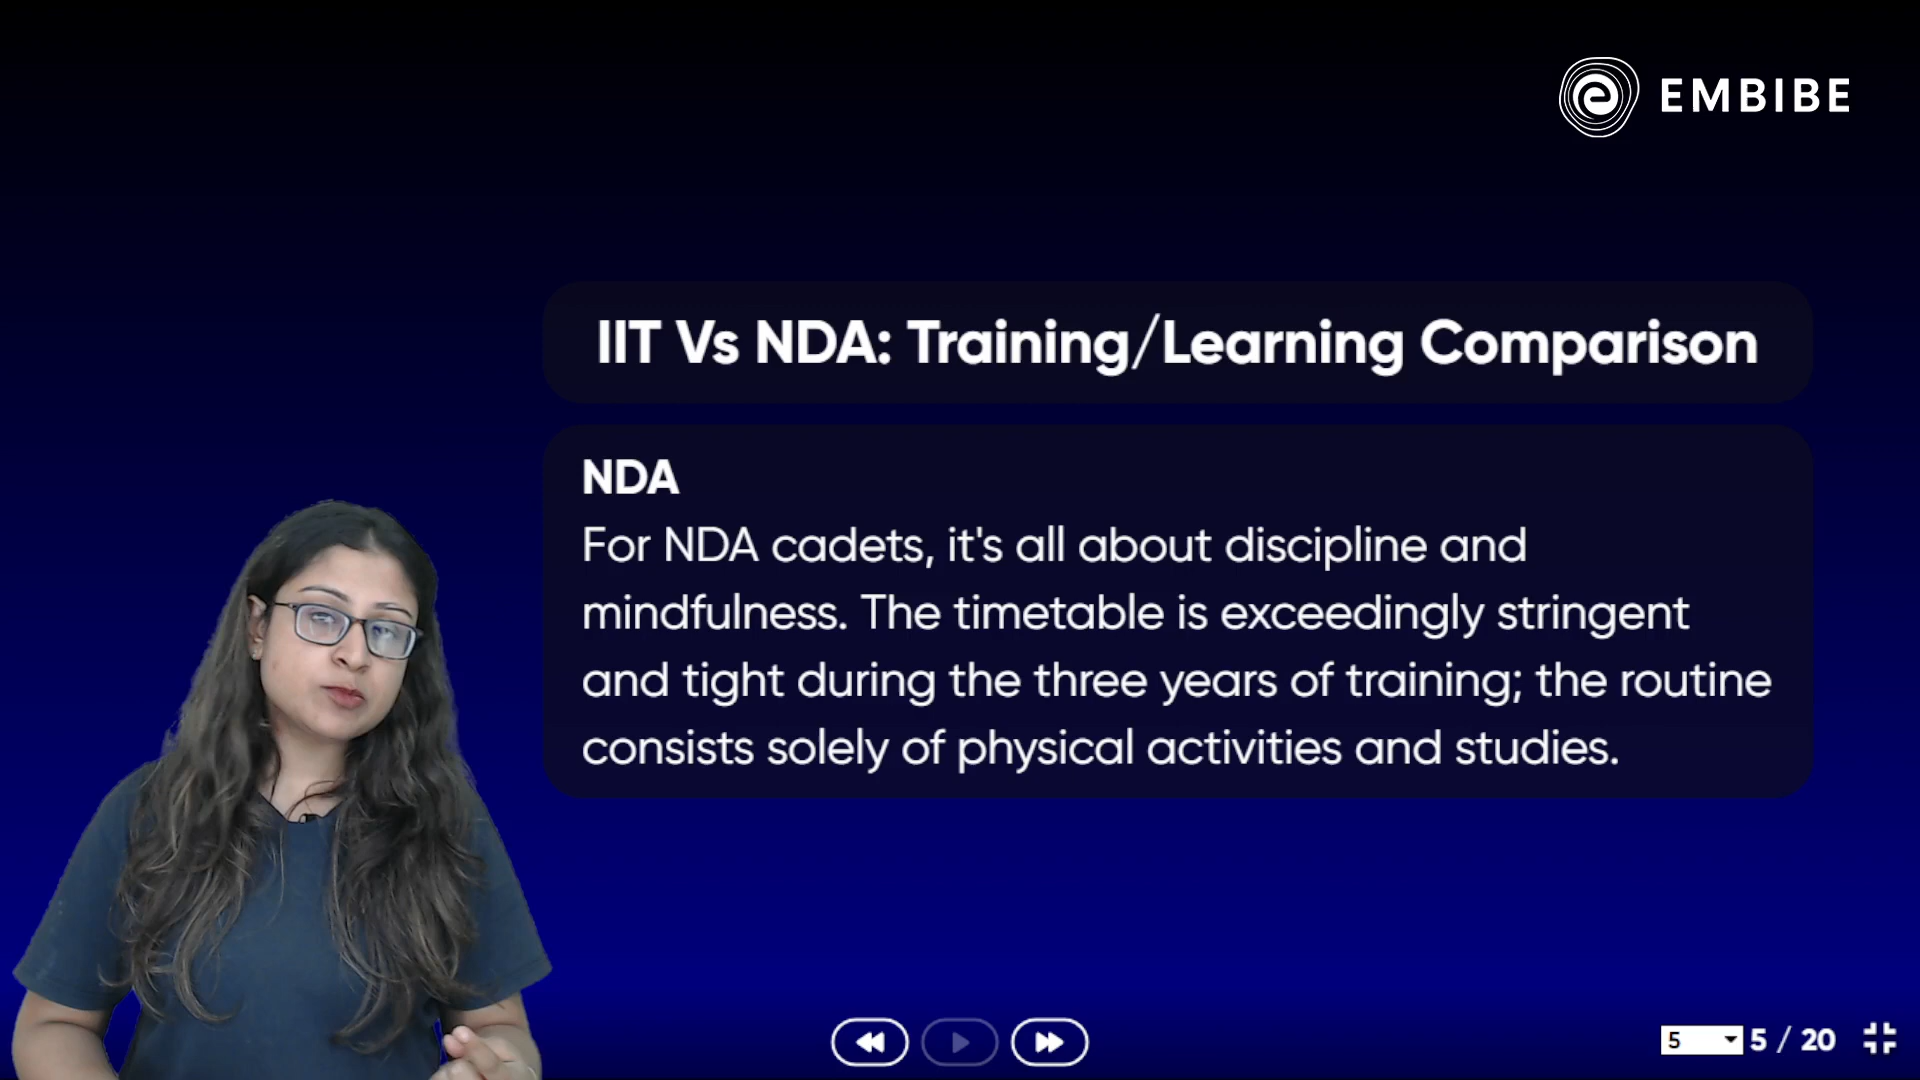 EMBIBE
IIT Vs NDA: Training/Learning Comparison
NDA
For NDA cadets, it's all about discipline and
mindfulness. The timetable is exceedingly stringent
and tight during the three years of training; the routine
consists solely of physical activities and studies.
5 5 / 20